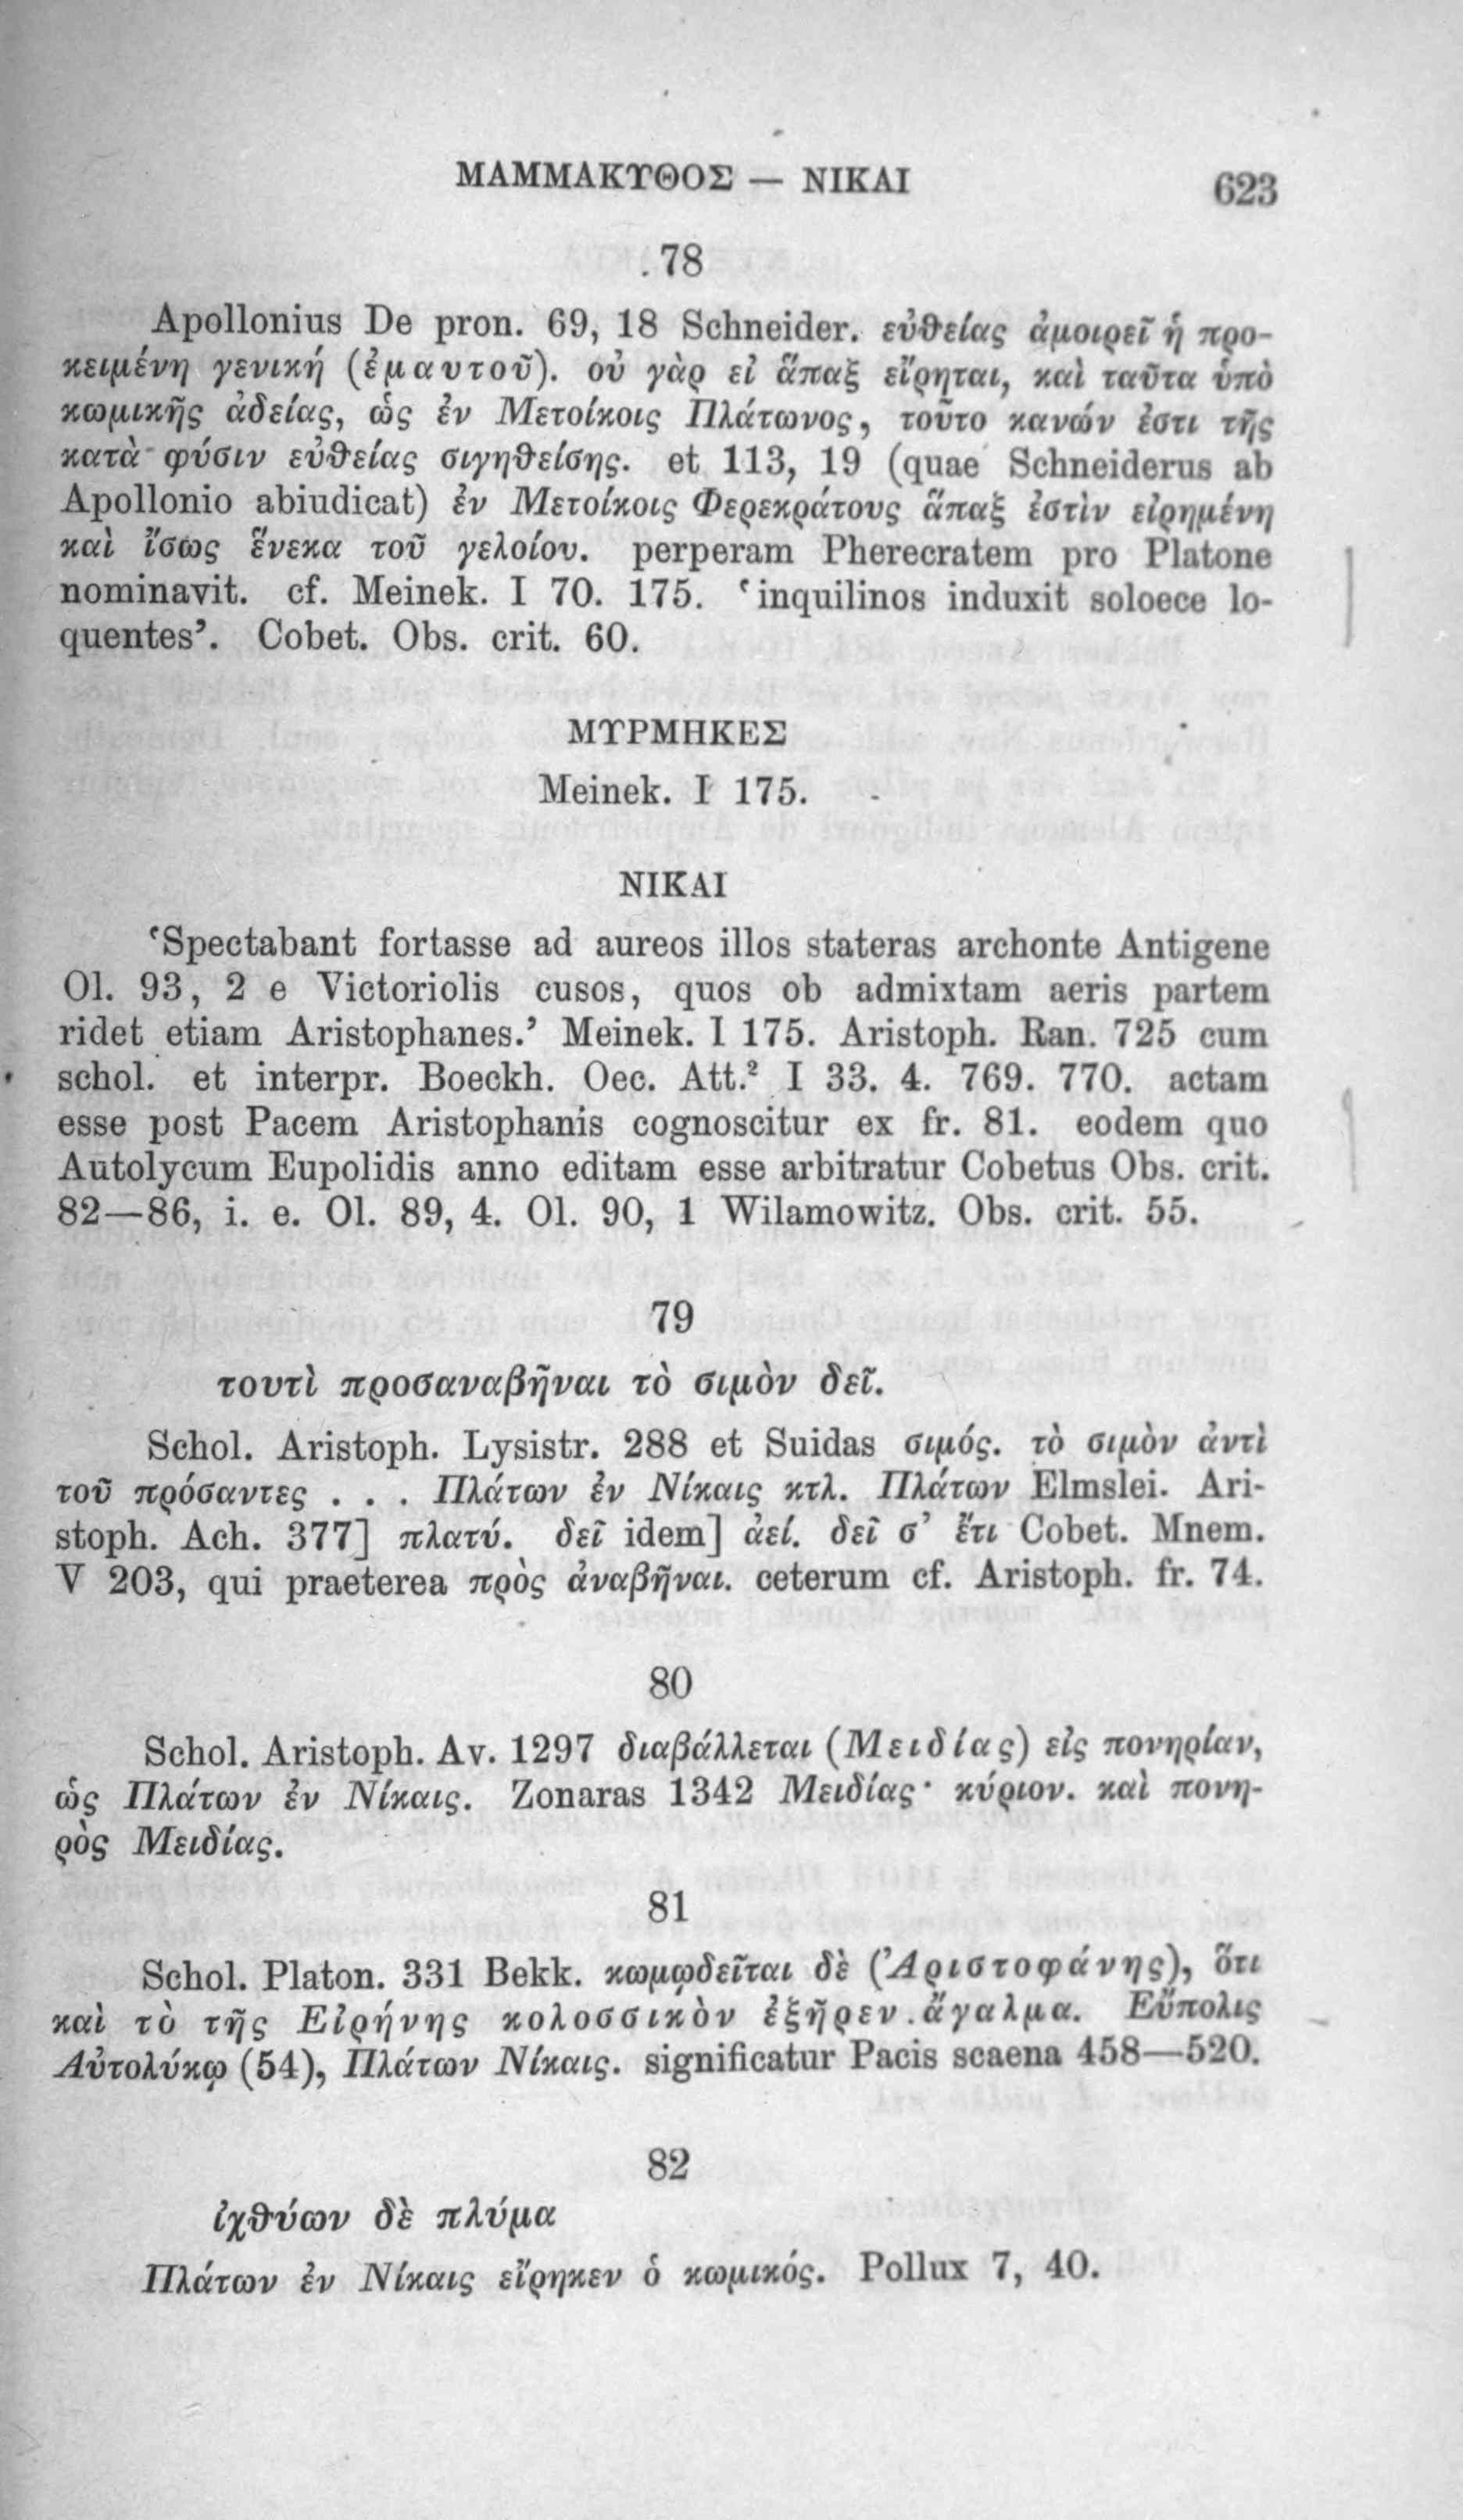 ΜΑΜΜΑΚΥΘΟΣ — ΝΙΚΑΙ 623
78
Apollonius De pron. 69, 18 Schneider. εὐθείας ἀμοιρεῖ ἡ προ-
κειμένη γενική (ἐμαυτοῦ). οὐ γὰρ εἰ ἅπαξ εἴρηται, καὶ ταῦτα ὑπὸ
κωμικῆς ἀδείας, ὡς ἐν Μετοίκοις Πλάτωνος, τοῦτο κανών ἐστι τῆς
κατὰ φύσιν εὐθείας σιγηθείσης. et 113, 19 (quae Schneiderus ab
Apollonio abiudicat) ἐν Μετοίκοις Φερεκράτους ἅπαξ ἐστὶν εἰρημένη
καὶ ἴσως ἕνεκα τοῦ γελοίου. perperam Pherecratem pro Platone
nominavit. cf. Meinek. I 70. 175. ‘inquilinos induxit soloece lo-
quentes’. Cobet. Obs. crit. 60.
ΜΥΡΜΗΚΕΣ
Meinek. I 175.
ΝΙΚΑΙ
‘Spectabant fortasse ad aureos illos stateras archonte Antigene
Ol. 93, 2 e Victoriolis cusos, quos ob admixtam aeris partem
ridet etiam Aristophanes.’ Meinek. I 175. Aristoph. Ran. 725 cum
schol. et interpr. Boeckh. Oec. Att.² I 33. 4. 769. 770. actam
esse post Pacem Aristophanis cognoscitur ex fr. 81. eodem quo
Autolycum Eupolidis anno editam esse arbitratur Cobetus Obs. crit.
82—86, i. e. Ol. 89, 4. Ol. 90, 1 Wilamowitz. Obs. crit. 55.
79
τουτὶ προσαναβῆναι τὸ σιμὸν δεῖ.
Schol. Aristoph. Lysistr. 288 et Suidas σιμός. τὸ σιμὸν ἀντὶ
τοῦ πρόσαντες . . . Πλάτων ἐν Νίκαις κτλ. Πλάτων Elmslei. Ari-
stoph. Ach. 377] πλατύ. δεῖ idem] ἀεί. δεῖ σ’ ἔτι Cobet. Mnem.
V 203, qui praeterea πρὸς ἀναβῆναι. ceterum cf. Aristoph. fr. 74.
80
Schol. Aristoph. Av. 1297 διαβάλλεται (Μειδίας) εἰς πονηρίαν,
ὡς Πλάτων ἐν Νίκαις. Zonaras 1342 Μειδίας· κύριον. καὶ πονη-
ρὸς Μειδίας.
81
Schol. Platon. 331 Bekk. κωμῳδεῖται δὲ (Ἀριστοφάνης), ὅτι
καὶ τὸ τῆς Εἰρήνης κολοσσικὸν ἐξῆρεν ἄγαλμα. Εὔπολις
Αὐτολύκῳ (54), Πλάτων Νίκαις. significatur Pacis scaena 458—520.
82
ἰχθύων δὲ πλύμα
Πλάτων ἐν Νίκαις εἴρηκεν ὁ κωμικός. Pollux 7, 40.